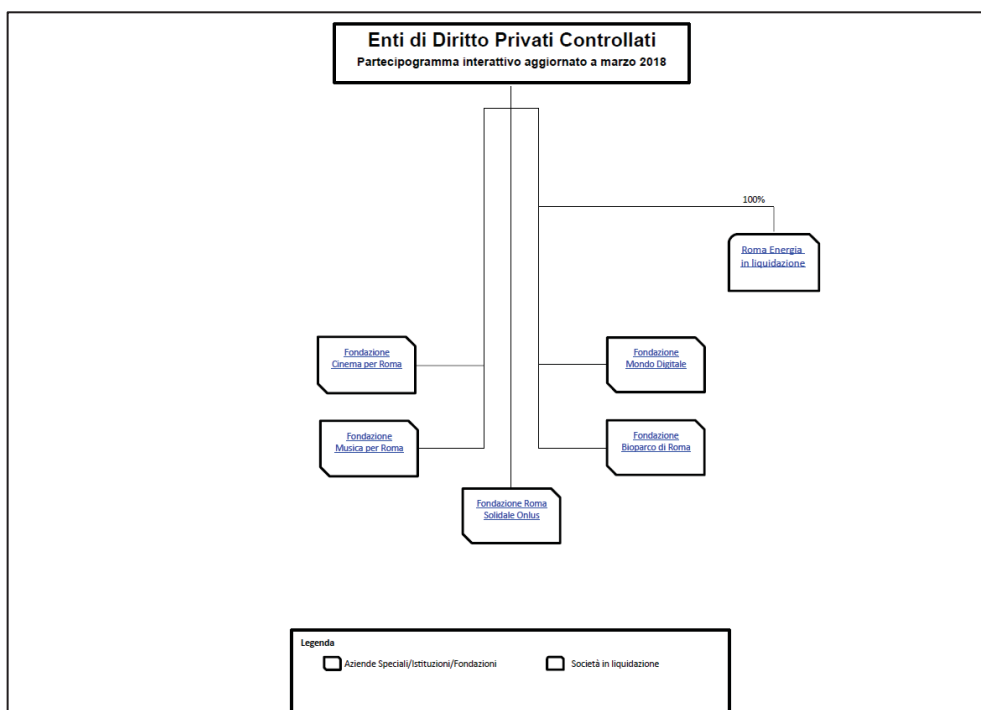 Enti di Diritto Privati Controllati
Partecipogramma interattivo aggiornato a marzo 2018
100%
Roma Energia
in liquidazione
Fondazione
Cinema per Roma
Fondazione
Mondo Digitale
Fondazione
Musica per Roma
Fondazione
Bioparco di Roma
Fondazione Roma
Solidale Onlus
Legenda
Aziende Speciali/Istituzioni/Fondazioni
Società in liquidazione